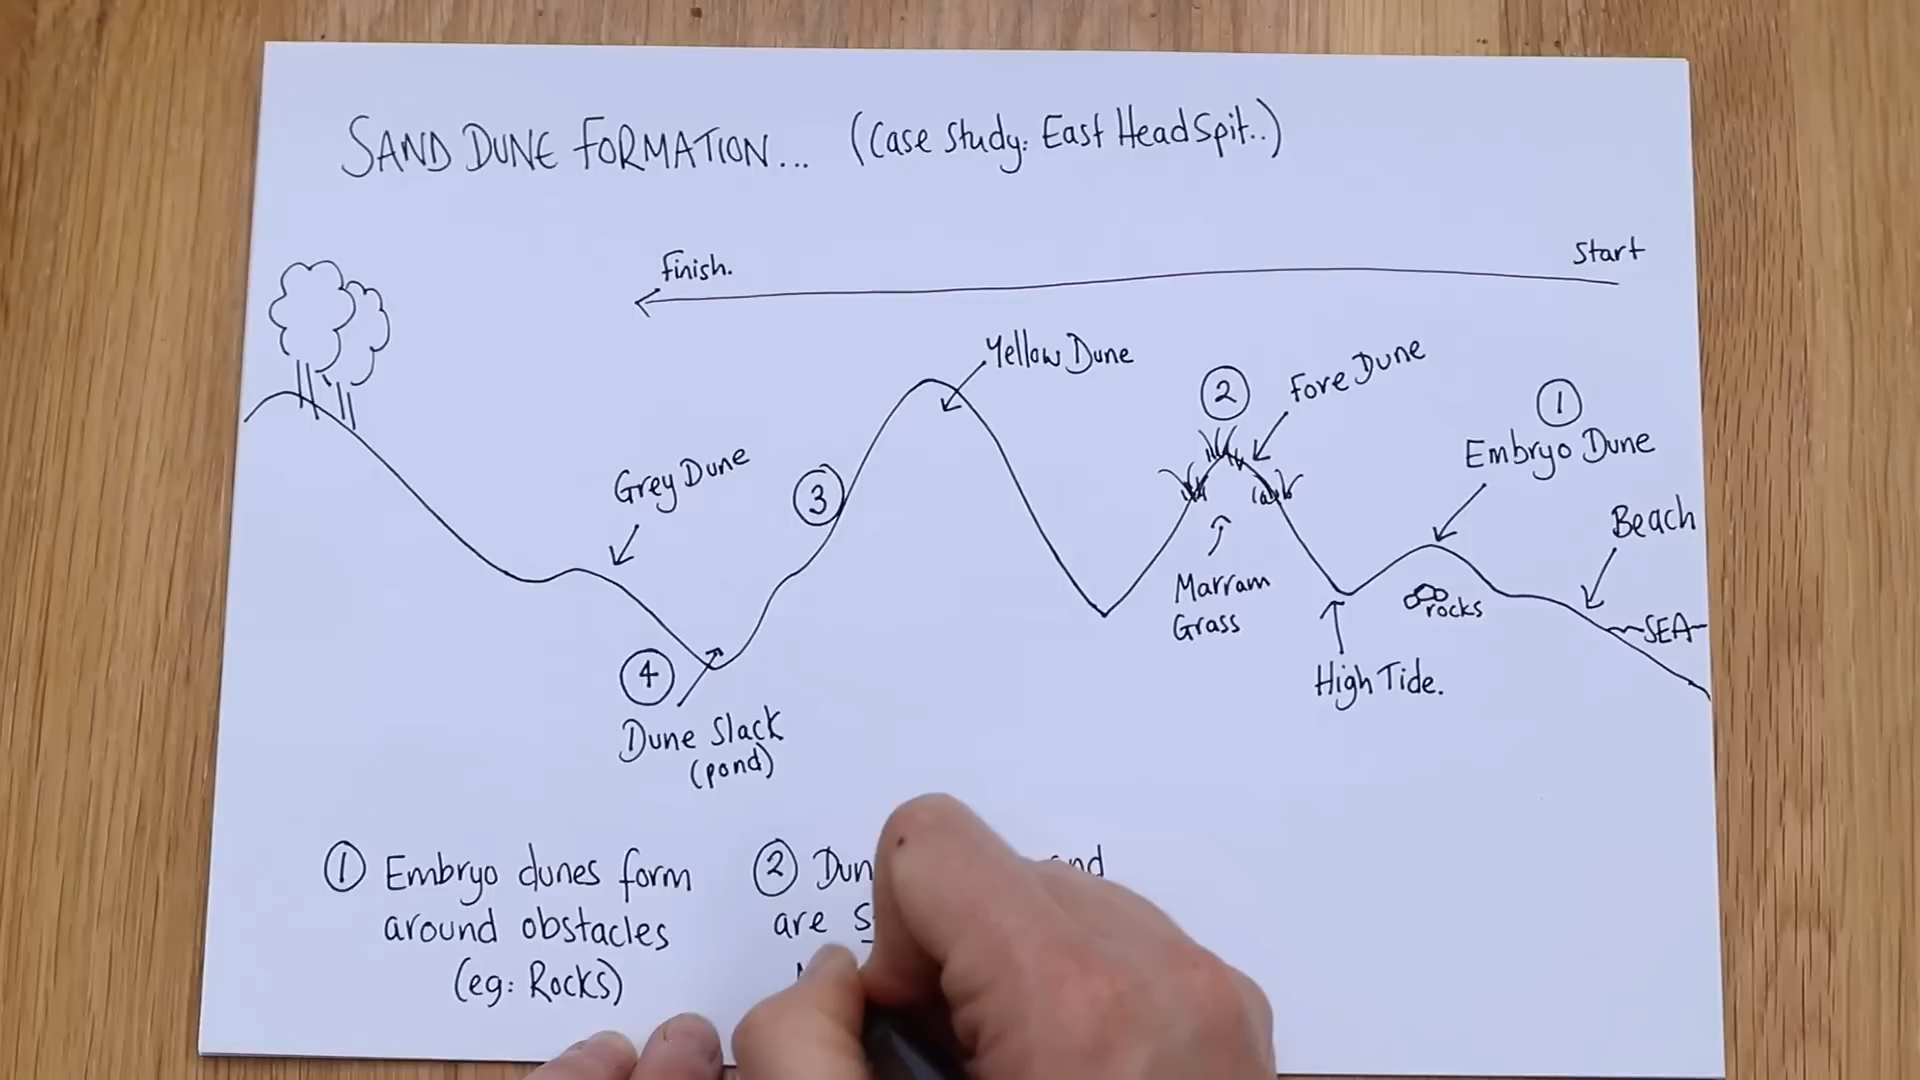 SAND DUNE FORMATION... (Case Study: East Head Spit..)
Start
Finish.
Yellow Dune
Fore Dune
2
1
Embryo Dune
Grey Dune
3
Beach
Marram
Grass
rocks
SEA
High Tide.
4
Dune Slack
(pond)
1 Embryo dunes form
around obstacles
(eg: Rocks)
2
are